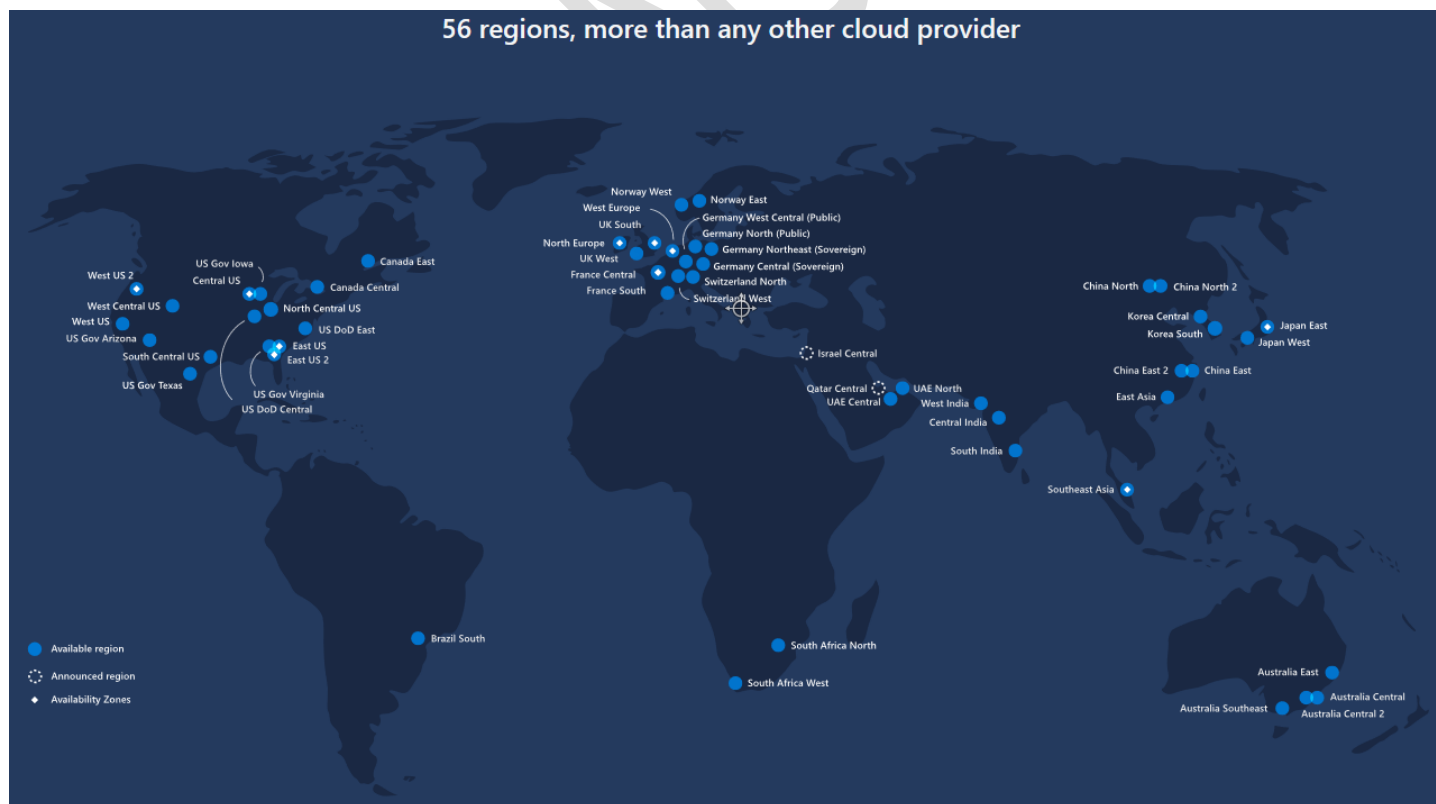 56 regions, more than any other cloud provider
Norway West
Norway East
West Europe
Germany West Central (Public)
UK South
Germany North (Public)
North Europe
Germany Northeast (Sovereign)
UK West
Germany Central (Sovereign)
France Central
Switzerland North
France South
Switzerland West
Canada East
US Gov Iowa
West US 2
Central US
Canada Central
West Central US
North Central US
West US
US DoD East
US Gov Arizona
East US
South Central US
East US 2
US Gov Texas
US Gov Virginia
US DoD Central
China North
China North 2
Korea Central
Japan East
Korea South
Japan West
Israel Central
China East 2
China East
Qatar Central
UAE North
East Asia
UAE Central
West India
Central India
South India
Southeast Asia
Brazil South
South Africa North
South Africa West
Australia East
Australia Central
Australia Southeast
Australia Central 2
Available region
Announced region
Availability Zones